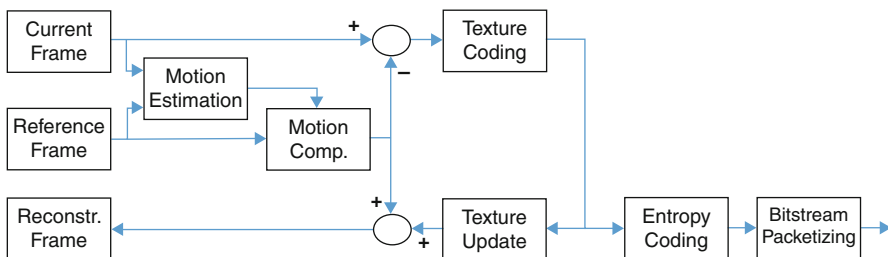 Current
Frame
+
Texture
Coding
−
Motion
Estimation
Reference
Frame
Motion
Comp.
+
Reconstr.
Frame
+
Texture
Update
Entropy
Coding
Bitstream
Packetizing